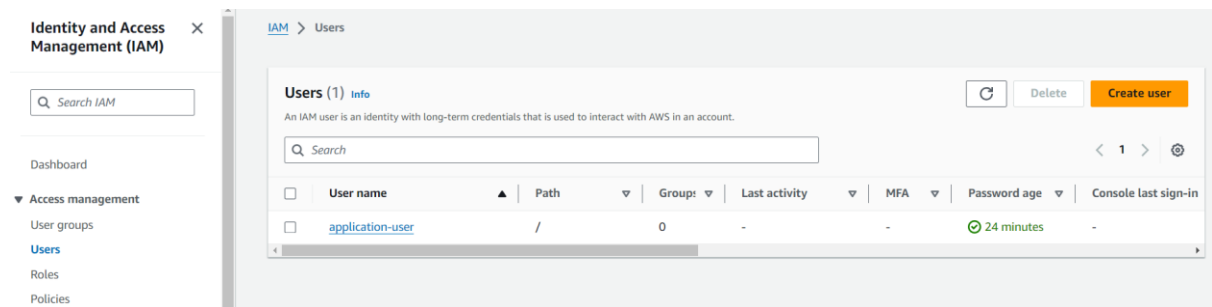 Identity and Access
Management (IAM)
Search IAM
Dashboard
Access management
User groups
Users
Roles
Policies
IAM > Users
Users (1) Info
Delete
Create user
An IAM user is an identity with long-term credentials that is used to interact with AWS in an account.
Search
< 1 >
User name Path Groups Last activity MFA Password age Console last sign-in
application-user / 0 - - 24 minutes -